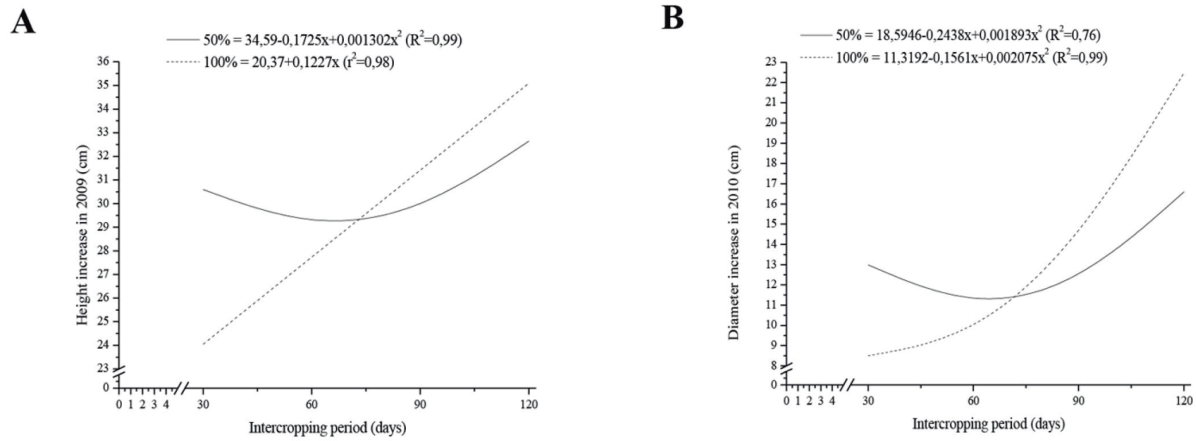 A
50% = 34,59-0,1725x+0,001302x² (R²=0,99)
100% = 20,37+0,1227x (r²=0,98)
Height increase in 2009 (cm)
36
35
34
33
32
31
30
29
28
27
26
25
24
23
0
0 1 2 3 4 30 60 90 120
Intercropping period (days)
B
50% = 18,5946-0,2438x+0,001893x² (R²=0,76)
100% = 11,3192-0,1561x+0,002075x² (R²=0,99)
Diameter increase in 2010 (cm)
23
22
21
20
19
18
17
16
15
14
13
12
11
10
9
8
0
0 1 2 3 4 30 60 90 120
Intercropping period (days)